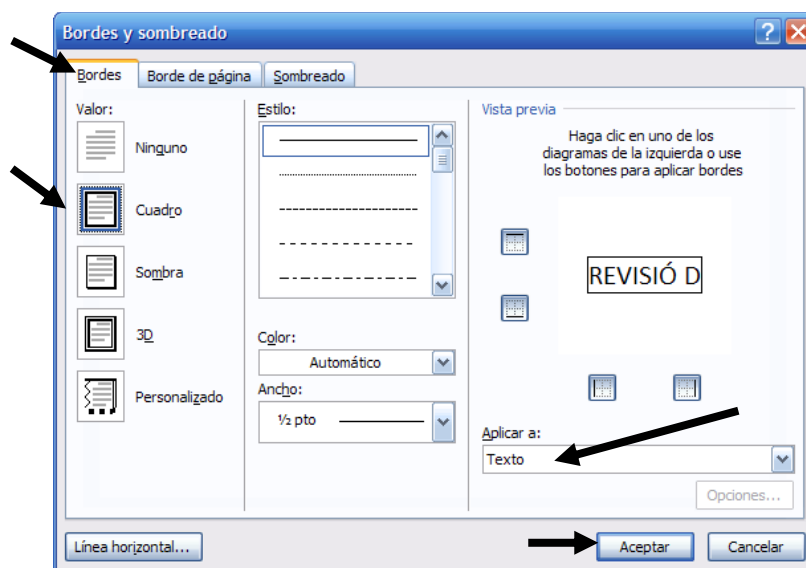 Bordes y sombreado
Bordes
Borde de página
Sombreado
Valor:
Ninguno
Cuadro
Sombra
3D
Personalizado
Estilo:
Color:
Automático
Ancho:
½ pto
Vista previa
Haga clic en uno de los
diagramas de la izquierda o use
los botones para aplicar bordes
REVISIÓ D
Aplicar a:
Texto
Opciones...
Línea horizontal...
Aceptar
Cancelar